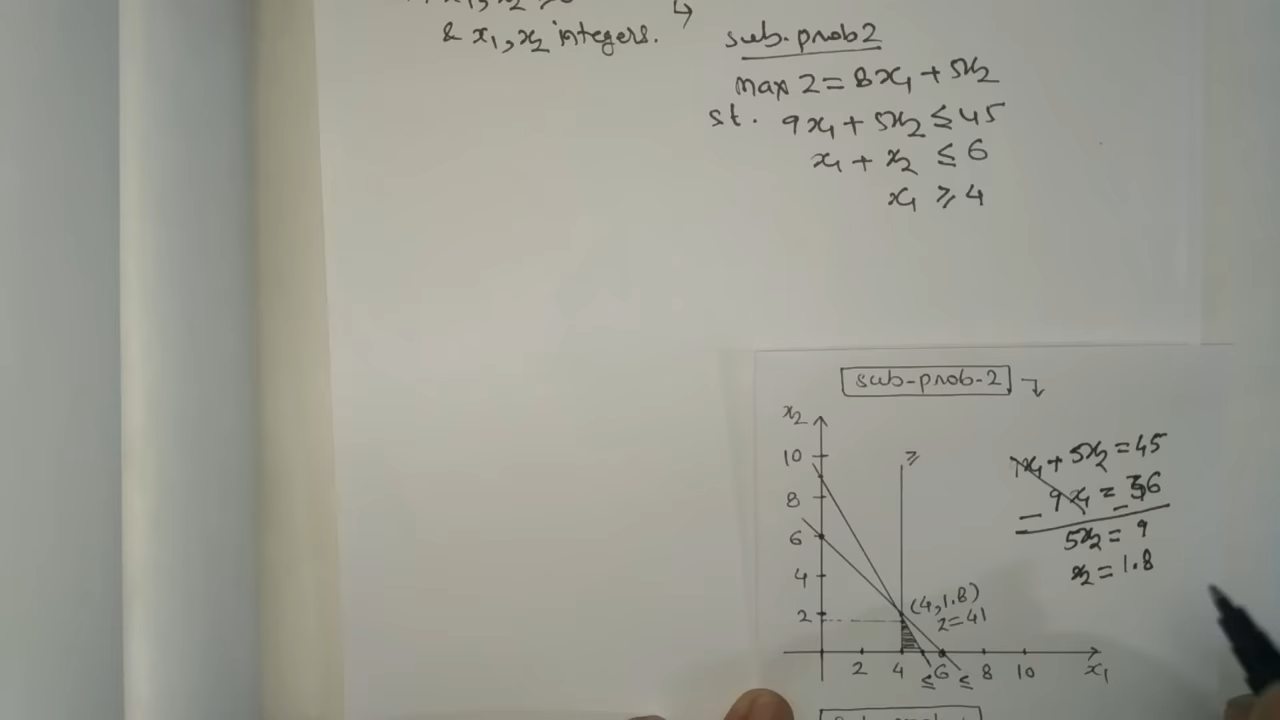 & x₁, x₂ integers. ↳
sub-prob2
max Z = 8x₁ + 5x₂
st. 9x₁ + 5x₂ ≤ 45
x₁ + x₂ ≤ 6
x₁ ≥ 4
sub-prob-2
x₂
10
8
6
4
2
≥
(4, 1.8)
Z = 41
2 4 6 8 10
≤ ≤
x₁
9x₁ + 5x₂ = 45
- 9x₁ = - 36
5x₂ = 9
x₂ = 1.8